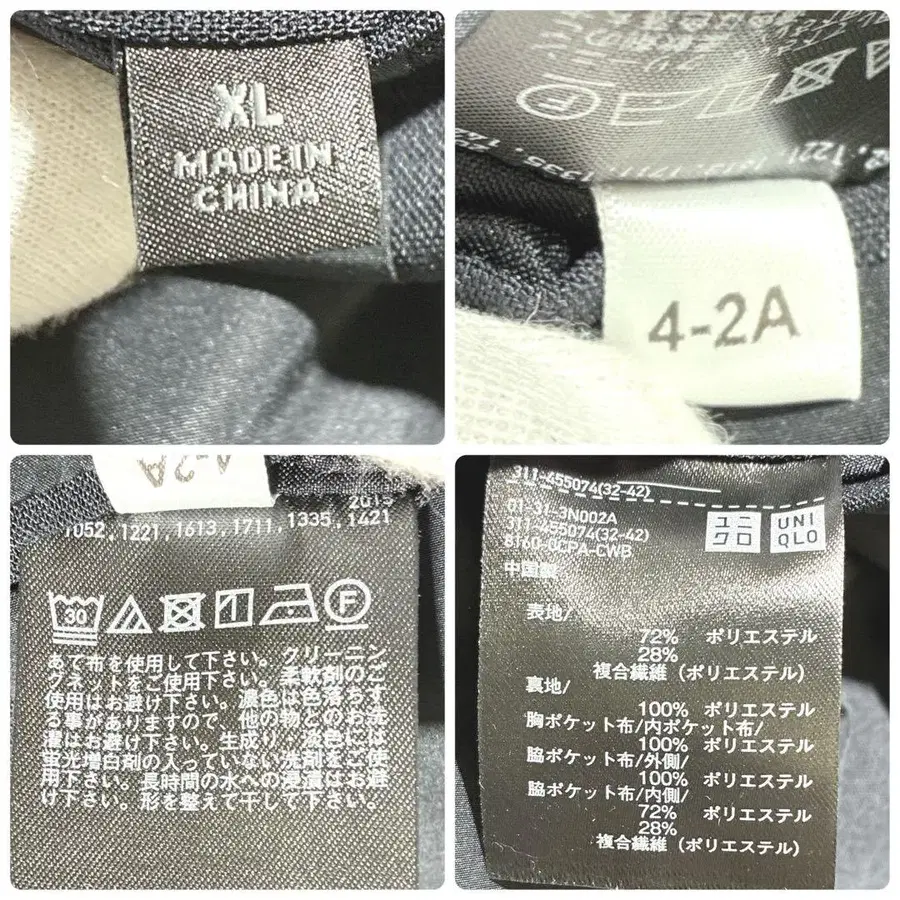 XL
MADE IN
CHINA
4-2A
1052,1221,1613,1711,1335,1421
30
F
あて布を使用して下さい。クリーニン
グネットをご使用下さい。柔軟剤のご
使用はお避け下さい。濃色は色落ちす
る事がありますので、他の物とのお洗
濯はお避け下さい。生成り・淡色には
蛍光増白剤の入っていない洗剤をご使
用下さい。長時間の水への浸漬はお避
け下さい。形を整えて干して下さい。
311-455074(32-42)
01-31-3N002A
311-455074(32-42)
8160-CCPA-CWB
中国製
ユニ
クロ
UNI
QLO
表地/
72% ポリエステル
28%
複合繊維 (ポリエステル)
裏地/
100% ポリエステル
胸ポケット布/内ポケット布/
100% ポリエステル
脇ポケット布/外側/
100% ポリエステル
脇ポケット布/内側/
72% ポリエステル
28%
複合繊維 (ポリエステル)